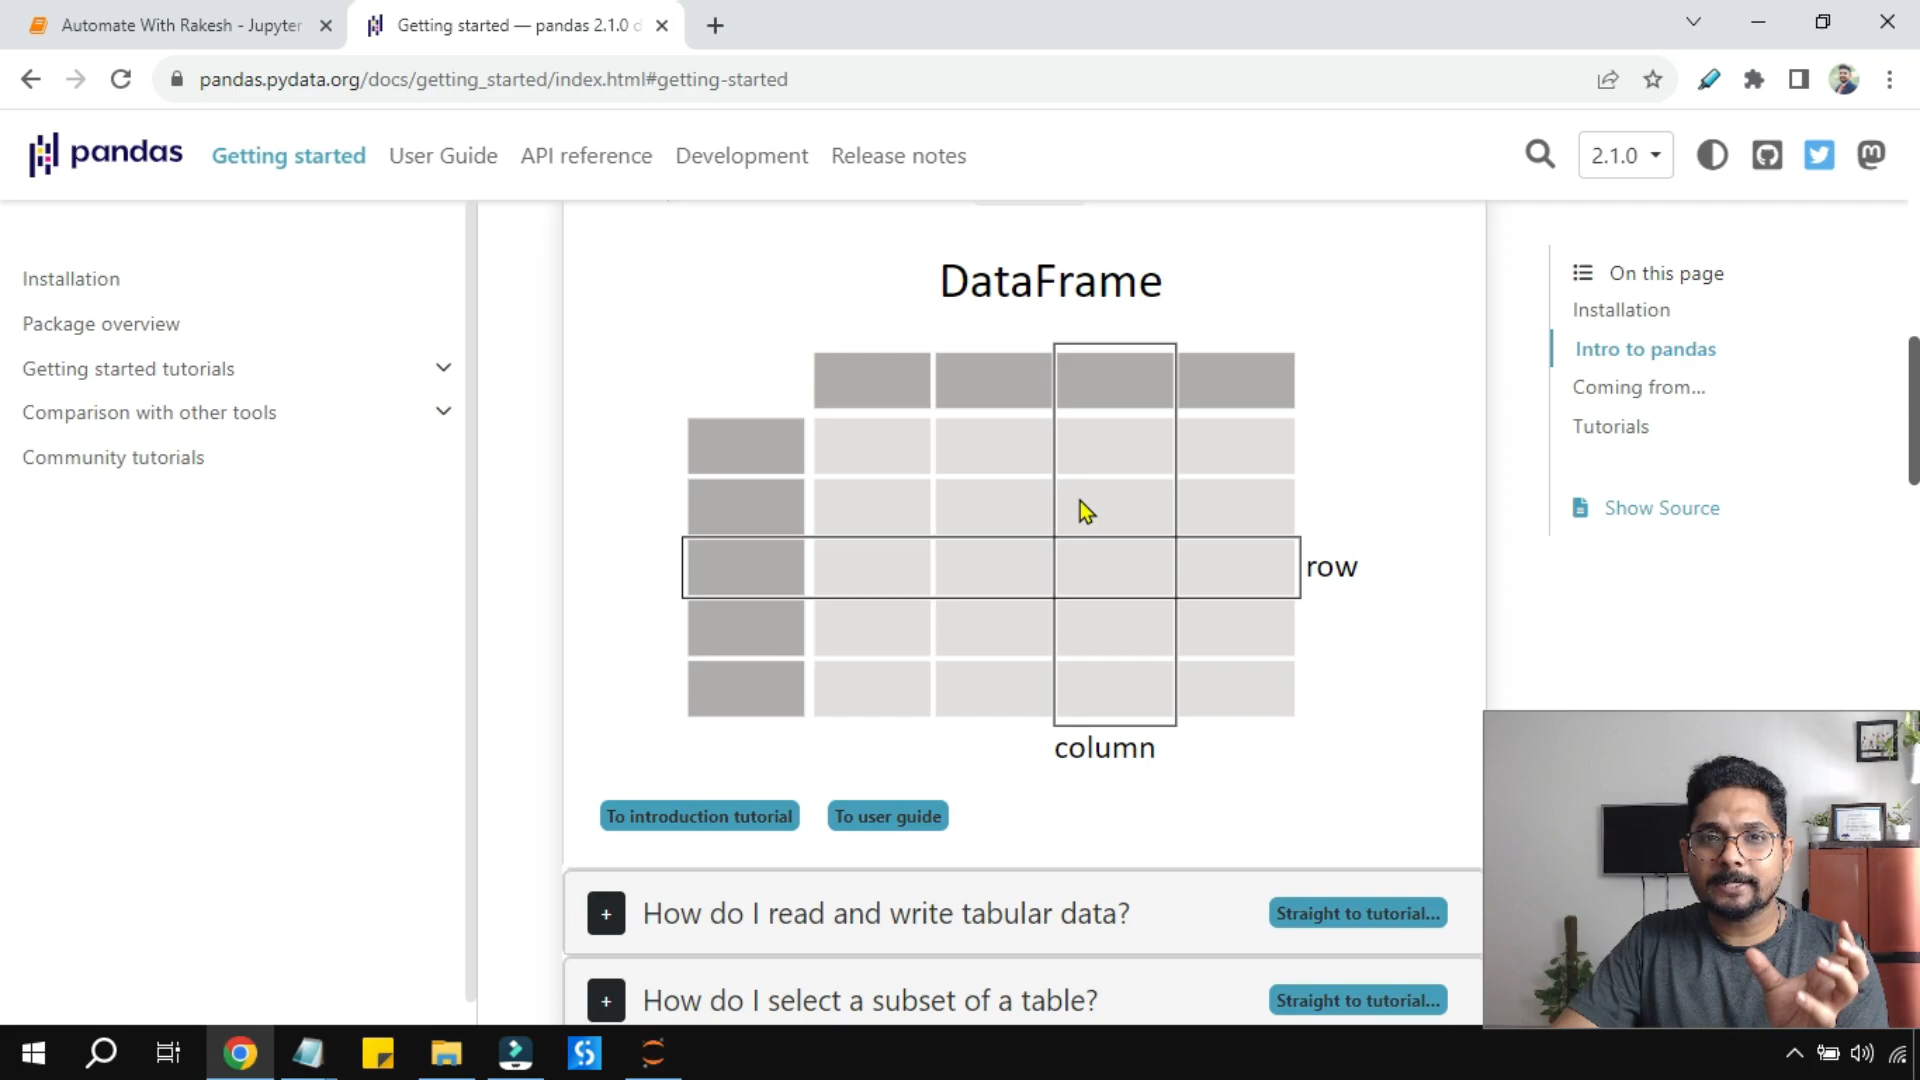 Automate With Rakesh - Jupyter
Getting started — pandas 2.1.0 d
pandas.pydata.org/docs/getting_started/index.html#getting-started
pandas
Getting started
User Guide
API reference
Development
Release notes
2.1.0
Installation
Package overview
Getting started tutorials
Comparison with other tools
Community tutorials
DataFrame
row
column
To introduction tutorial
To user guide
+ How do I read and write tabular data?
Straight to tutorial...
+ How do I select a subset of a table?
Straight to tutorial...
On this page
Installation
Intro to pandas
Coming from...
Tutorials
Show Source